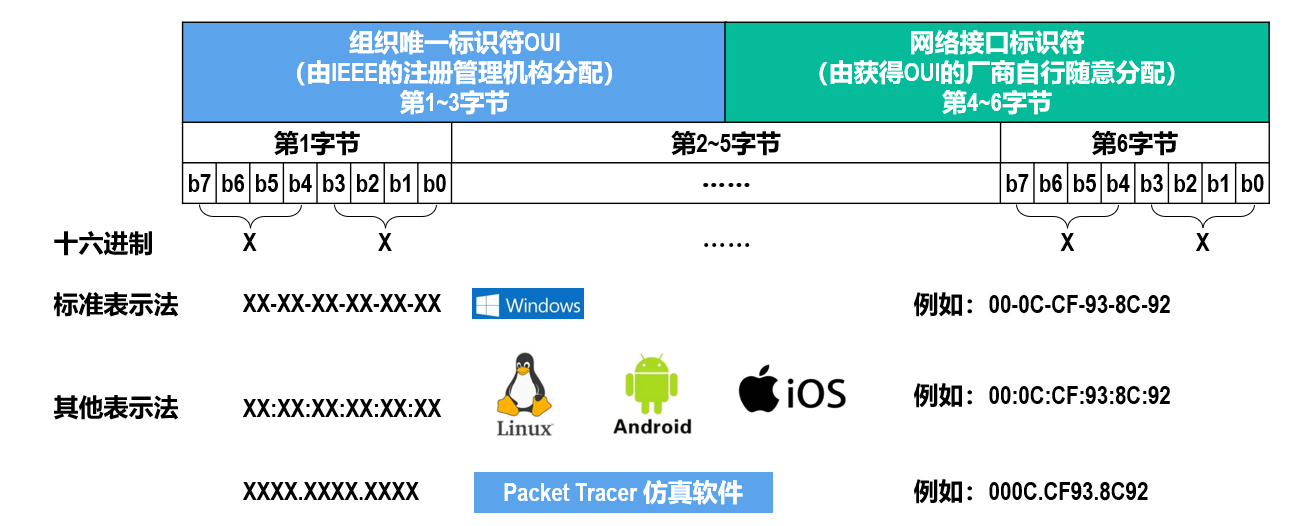 组织唯一标识符OUI
（由IEEE的注册管理机构分配）
第1~3字节
网络接口标识符
（由获得OUI的厂商自行随意分配）
第4~6字节
第1字节 第2~5字节 第6字节
b7 b6 b5 b4 b3 b2 b1 b0 …… b7 b6 b5 b4 b3 b2 b1 b0
十六进制 X X …… X X
标准表示法 XX-XX-XX-XX-XX-XX Windows 例如：00-0C-CF-93-8C-92
其他表示法 XX:XX:XX:XX:XX:XX Linux Android iOS 例如：00:0C:CF:93:8C:92
XXXX.XXXX.XXXX Packet Tracer 仿真软件 例如：000C.CF93.8C92